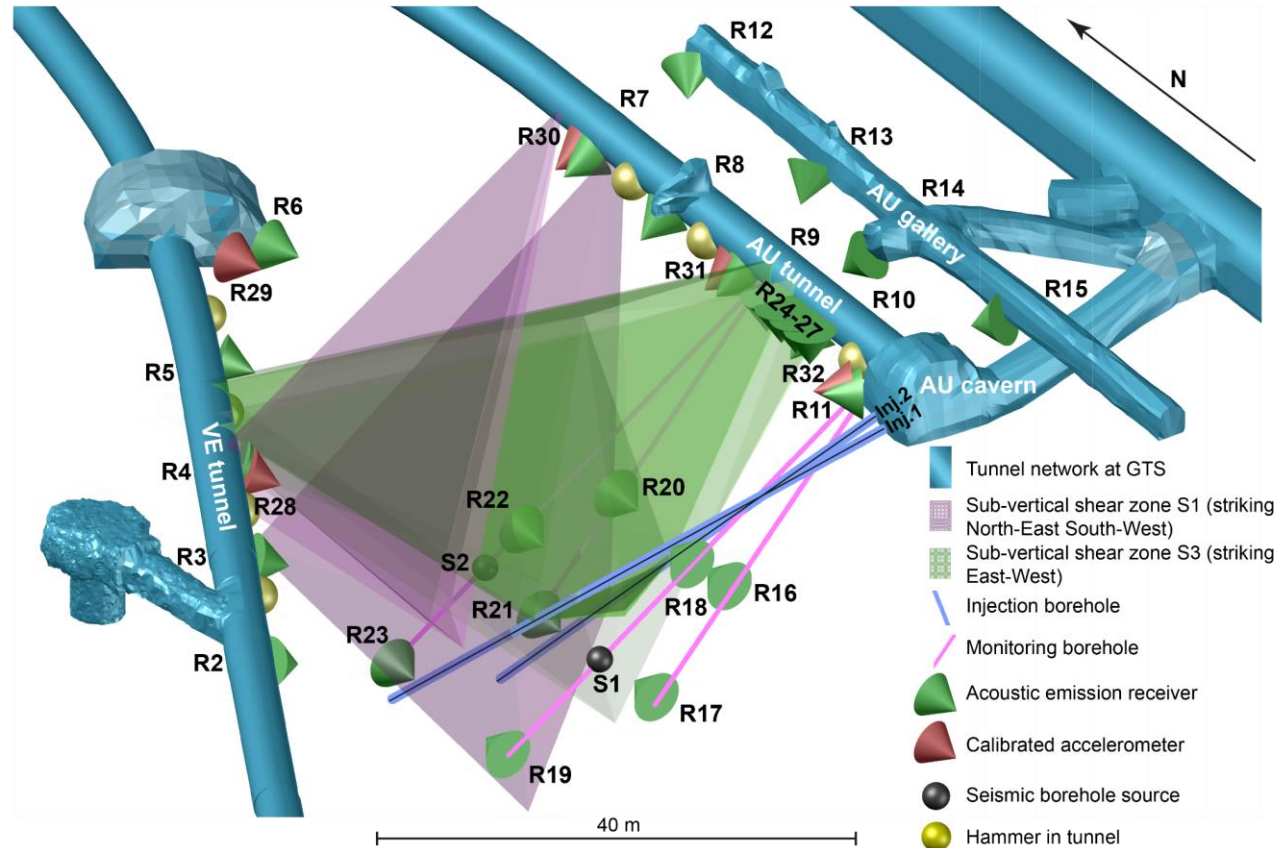 R12
N
R7
R30
R13
R8
R14
R6
AU gallery
R9
AU tunnel
R31
R29
R10
R15
R24-27
R5
R32
AU cavern
R11
Inj.2
Inj.1
VE tunnel
R4
R20
R22
R28
R3
S2
R18
R16
R21
R23
R2
S1
R17
R19
Tunnel network at GTS
Sub-vertical shear zone S1 (striking
North-East South-West)
Sub-vertical shear zone S3 (striking
East-West)
Injection borehole
Monitoring borehole
Acoustic emission receiver
Calibrated accelerometer
Seismic borehole source
Hammer in tunnel
40 m